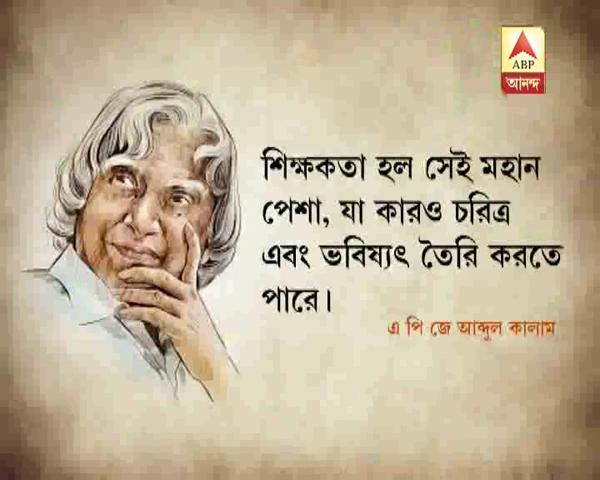 ABP
আনন্দ
শিক্ষকতা হল সেই মহান
পেশা, যা কারও চরিত্র
এবং ভবিষ্যৎ তৈরি করতে
পারে।
এ পি জে আব্দুল কালাম